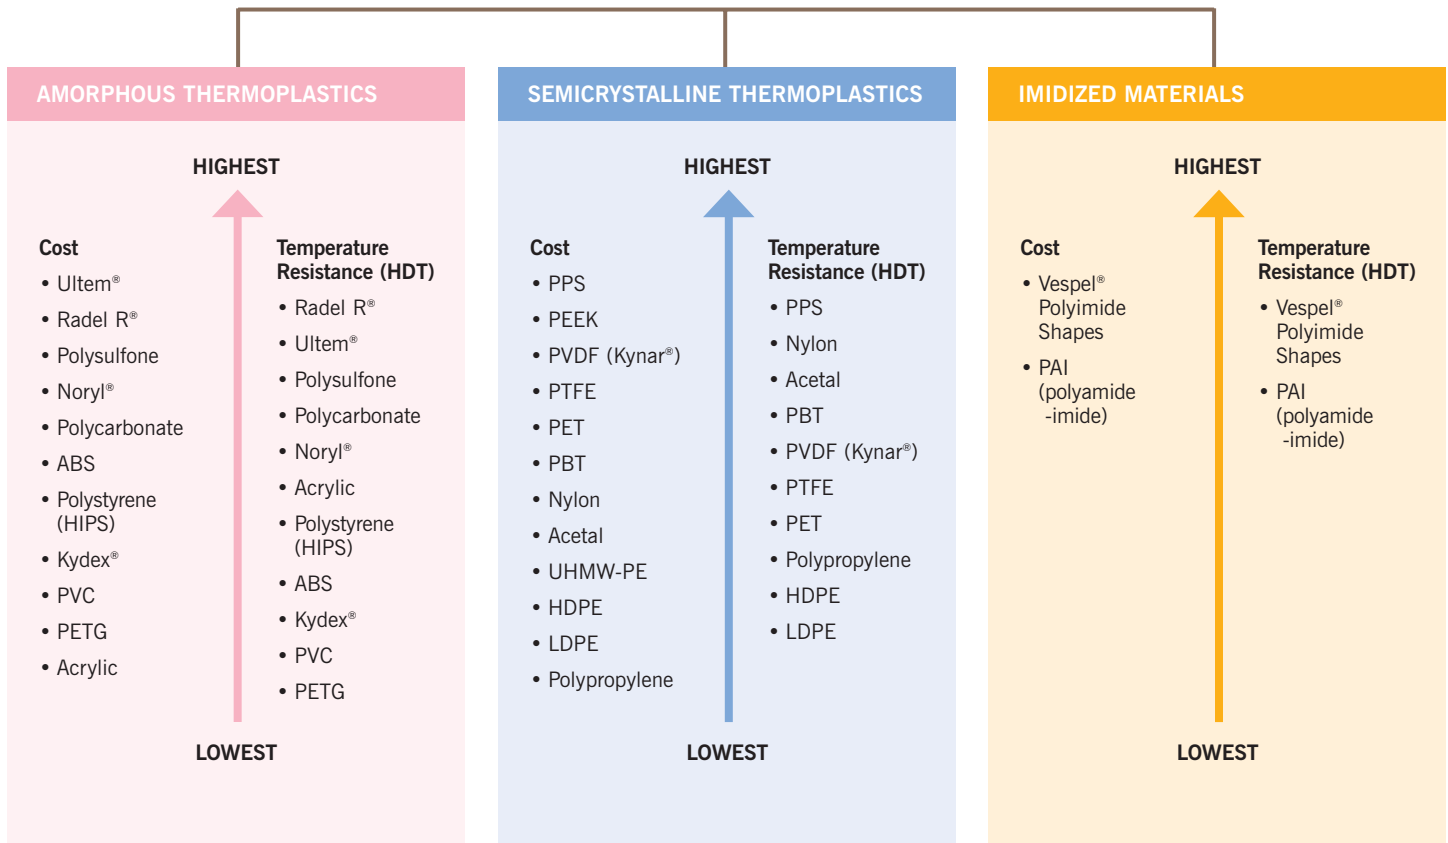 AMORPHOUS THERMOPLASTICS
HIGHEST
Cost
• Ultem®
• Radel R®
• Polysulfone
• Noryl®
• Polycarbonate
• ABS
• Polystyrene
(HIPS)
• Kydex®
• PVC
• PETG
• Acrylic
Temperature
Resistance (HDT)
• Radel R®
• Ultem®
• Polysulfone
• Polycarbonate
• Noryl®
• Acrylic
• Polystyrene
(HIPS)
• ABS
• Kydex®
• PVC
• PETG
LOWEST
SEMICRYSTALLINE THERMOPLASTICS
HIGHEST
Cost
• PPS
• PEEK
• PVDF (Kynar®)
• PTFE
• PET
• PBT
• Nylon
• Acetal
• UHMW-PE
• HDPE
• LDPE
• Polypropylene
Temperature
Resistance (HDT)
• PPS
• Nylon
• Acetal
• PBT
• PVDF (Kynar®)
• PTFE
• PET
• Polypropylene
• HDPE
• LDPE
LOWEST
IMIDIZED MATERIALS
HIGHEST
Cost
• Vespel®
Polyimide
Shapes
• PAI
(polyamide
-imide)
Temperature
Resistance (HDT)
• Vespel®
Polyimide
Shapes
• PAI
(polyamide
-imide)
LOWEST